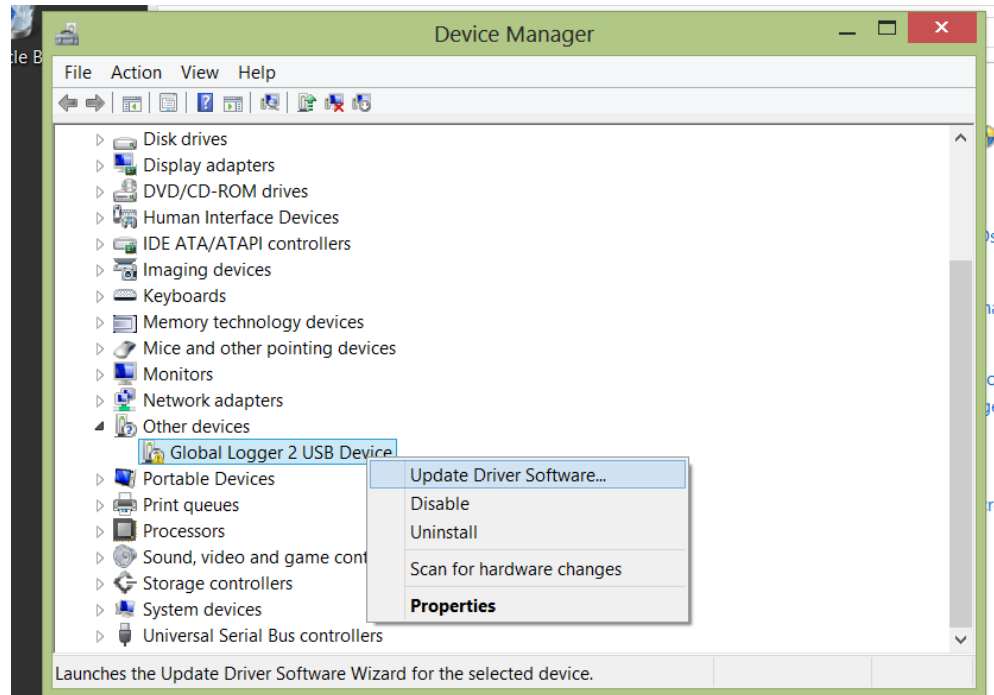 Device Manager
cle B
File Action View Help
Disk drives
Display adapters
DVD/CD-ROM drives
Human Interface Devices
IDE ATA/ATAPI controllers
Imaging devices
Keyboards
Memory technology devices
Mice and other pointing devices
Monitors
Network adapters
Other devices
Global Logger 2 USB Device
Update Driver Software...
Portable Devices
Disable
Print queues
Uninstall
Processors
Sound, video and game cont
Scan for hardware changes
Storage controllers
Properties
System devices
Universal Serial Bus controllers
Launches the Update Driver Software Wizard for the selected device.